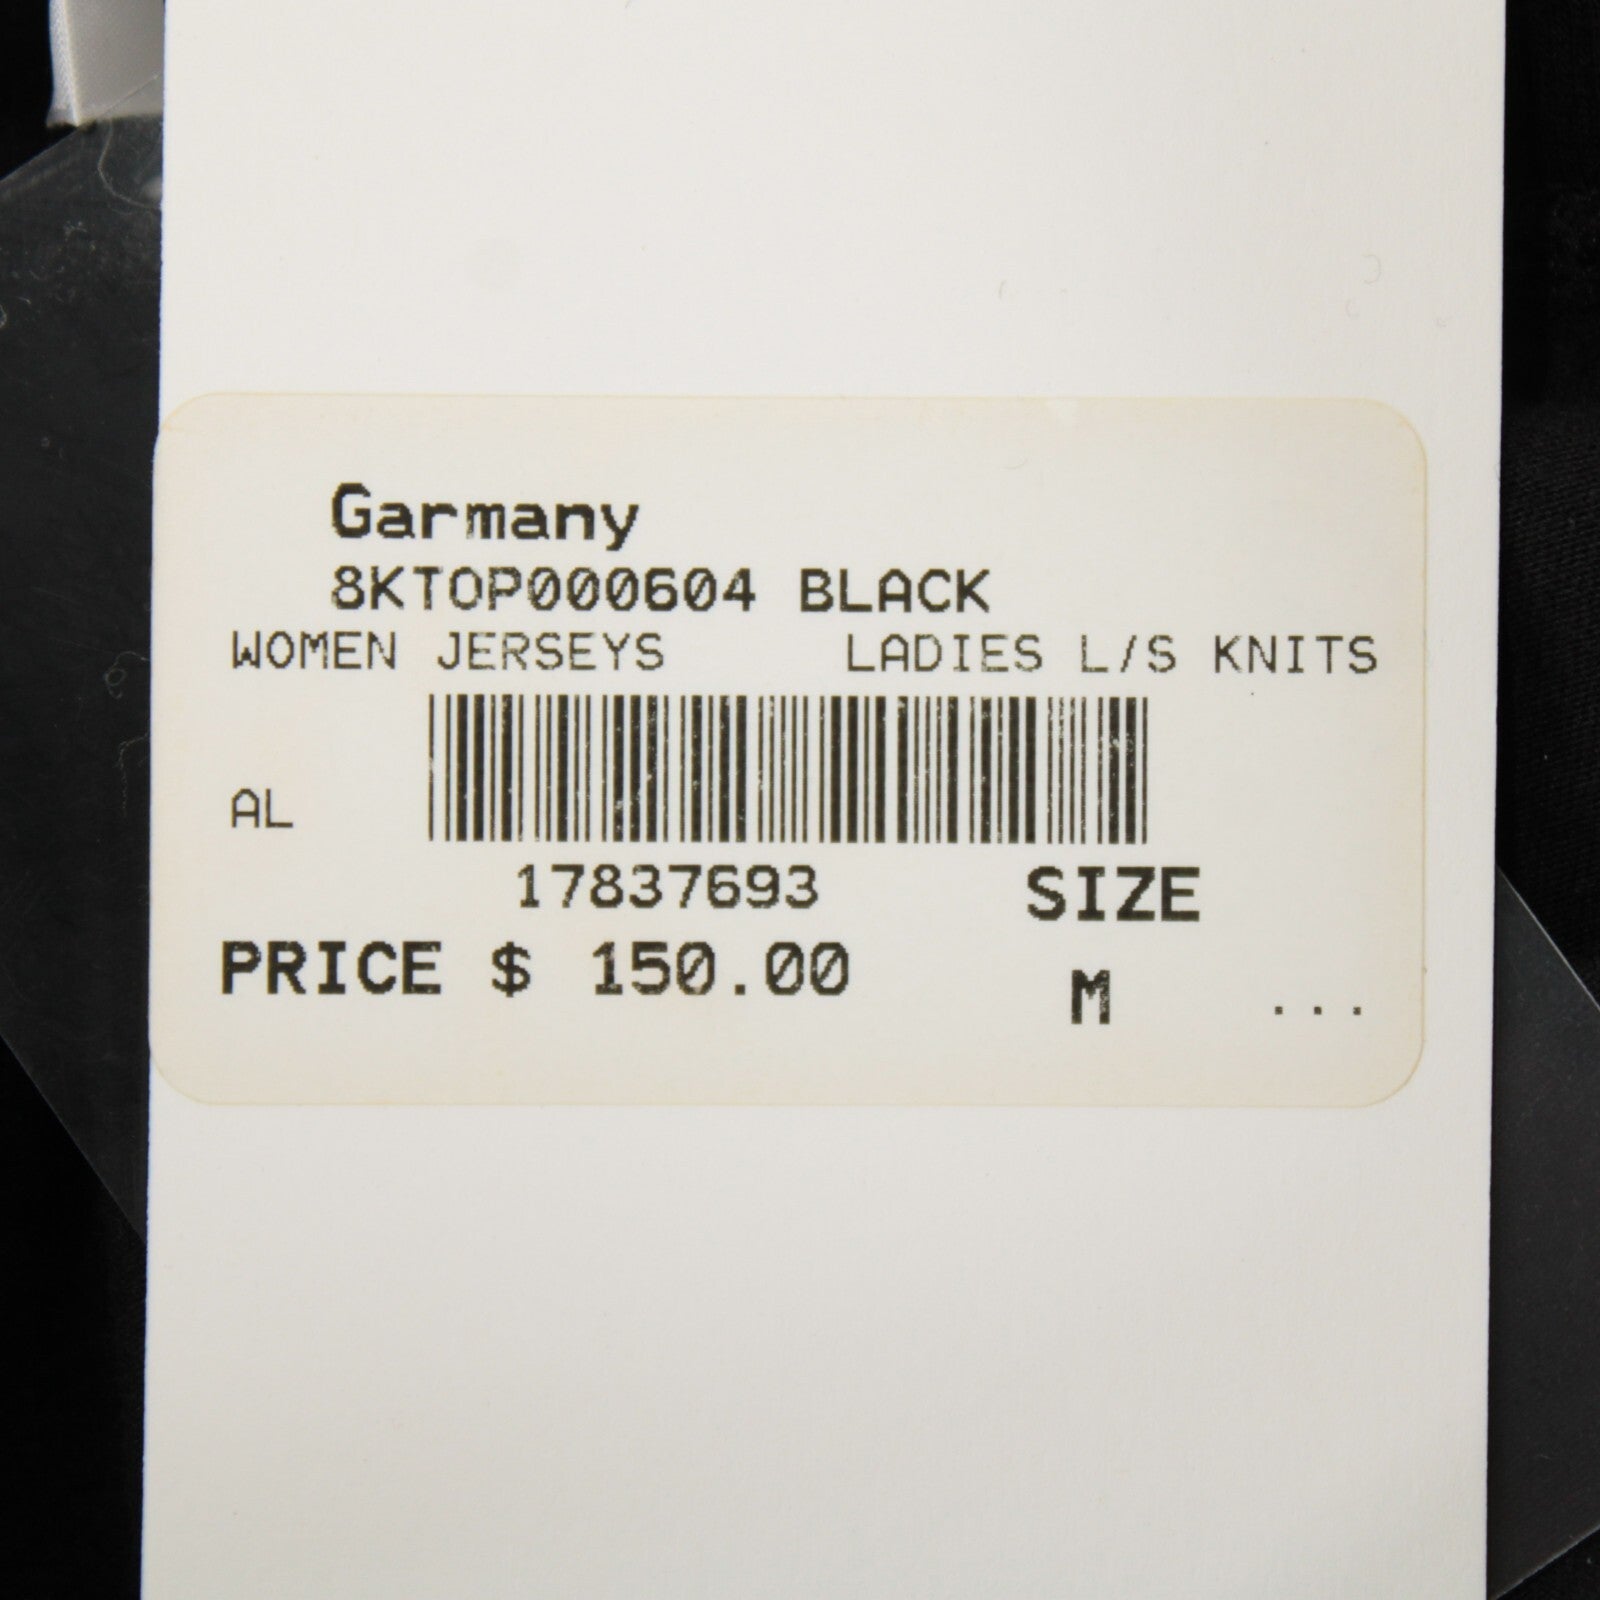 Garmany
8KTOP000604 BLACK
WOMEN JERSEYS LADIES L/S KNITS
AL
17837693 SIZE
PRICE $ 150.00 M ...